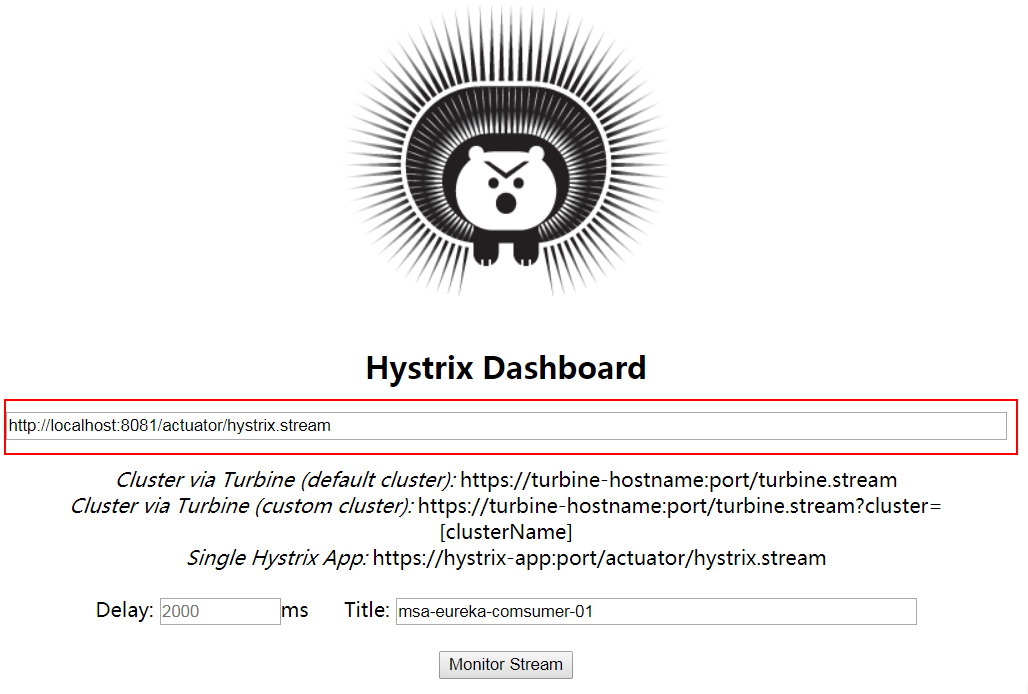 Hystrix Dashboard
http://localhost:8081/actuator/hystrix.stream
Cluster via Turbine (default cluster): https://turbine-hostname:port/turbine.stream
Cluster via Turbine (custom cluster): https://turbine-hostname:port/turbine.stream?cluster=
[clusterName]
Single Hystrix App: https://hystrix-app:port/actuator/hystrix.stream
Delay: 2000 ms Title: msa-eureka-comsumer-01
Monitor Stream